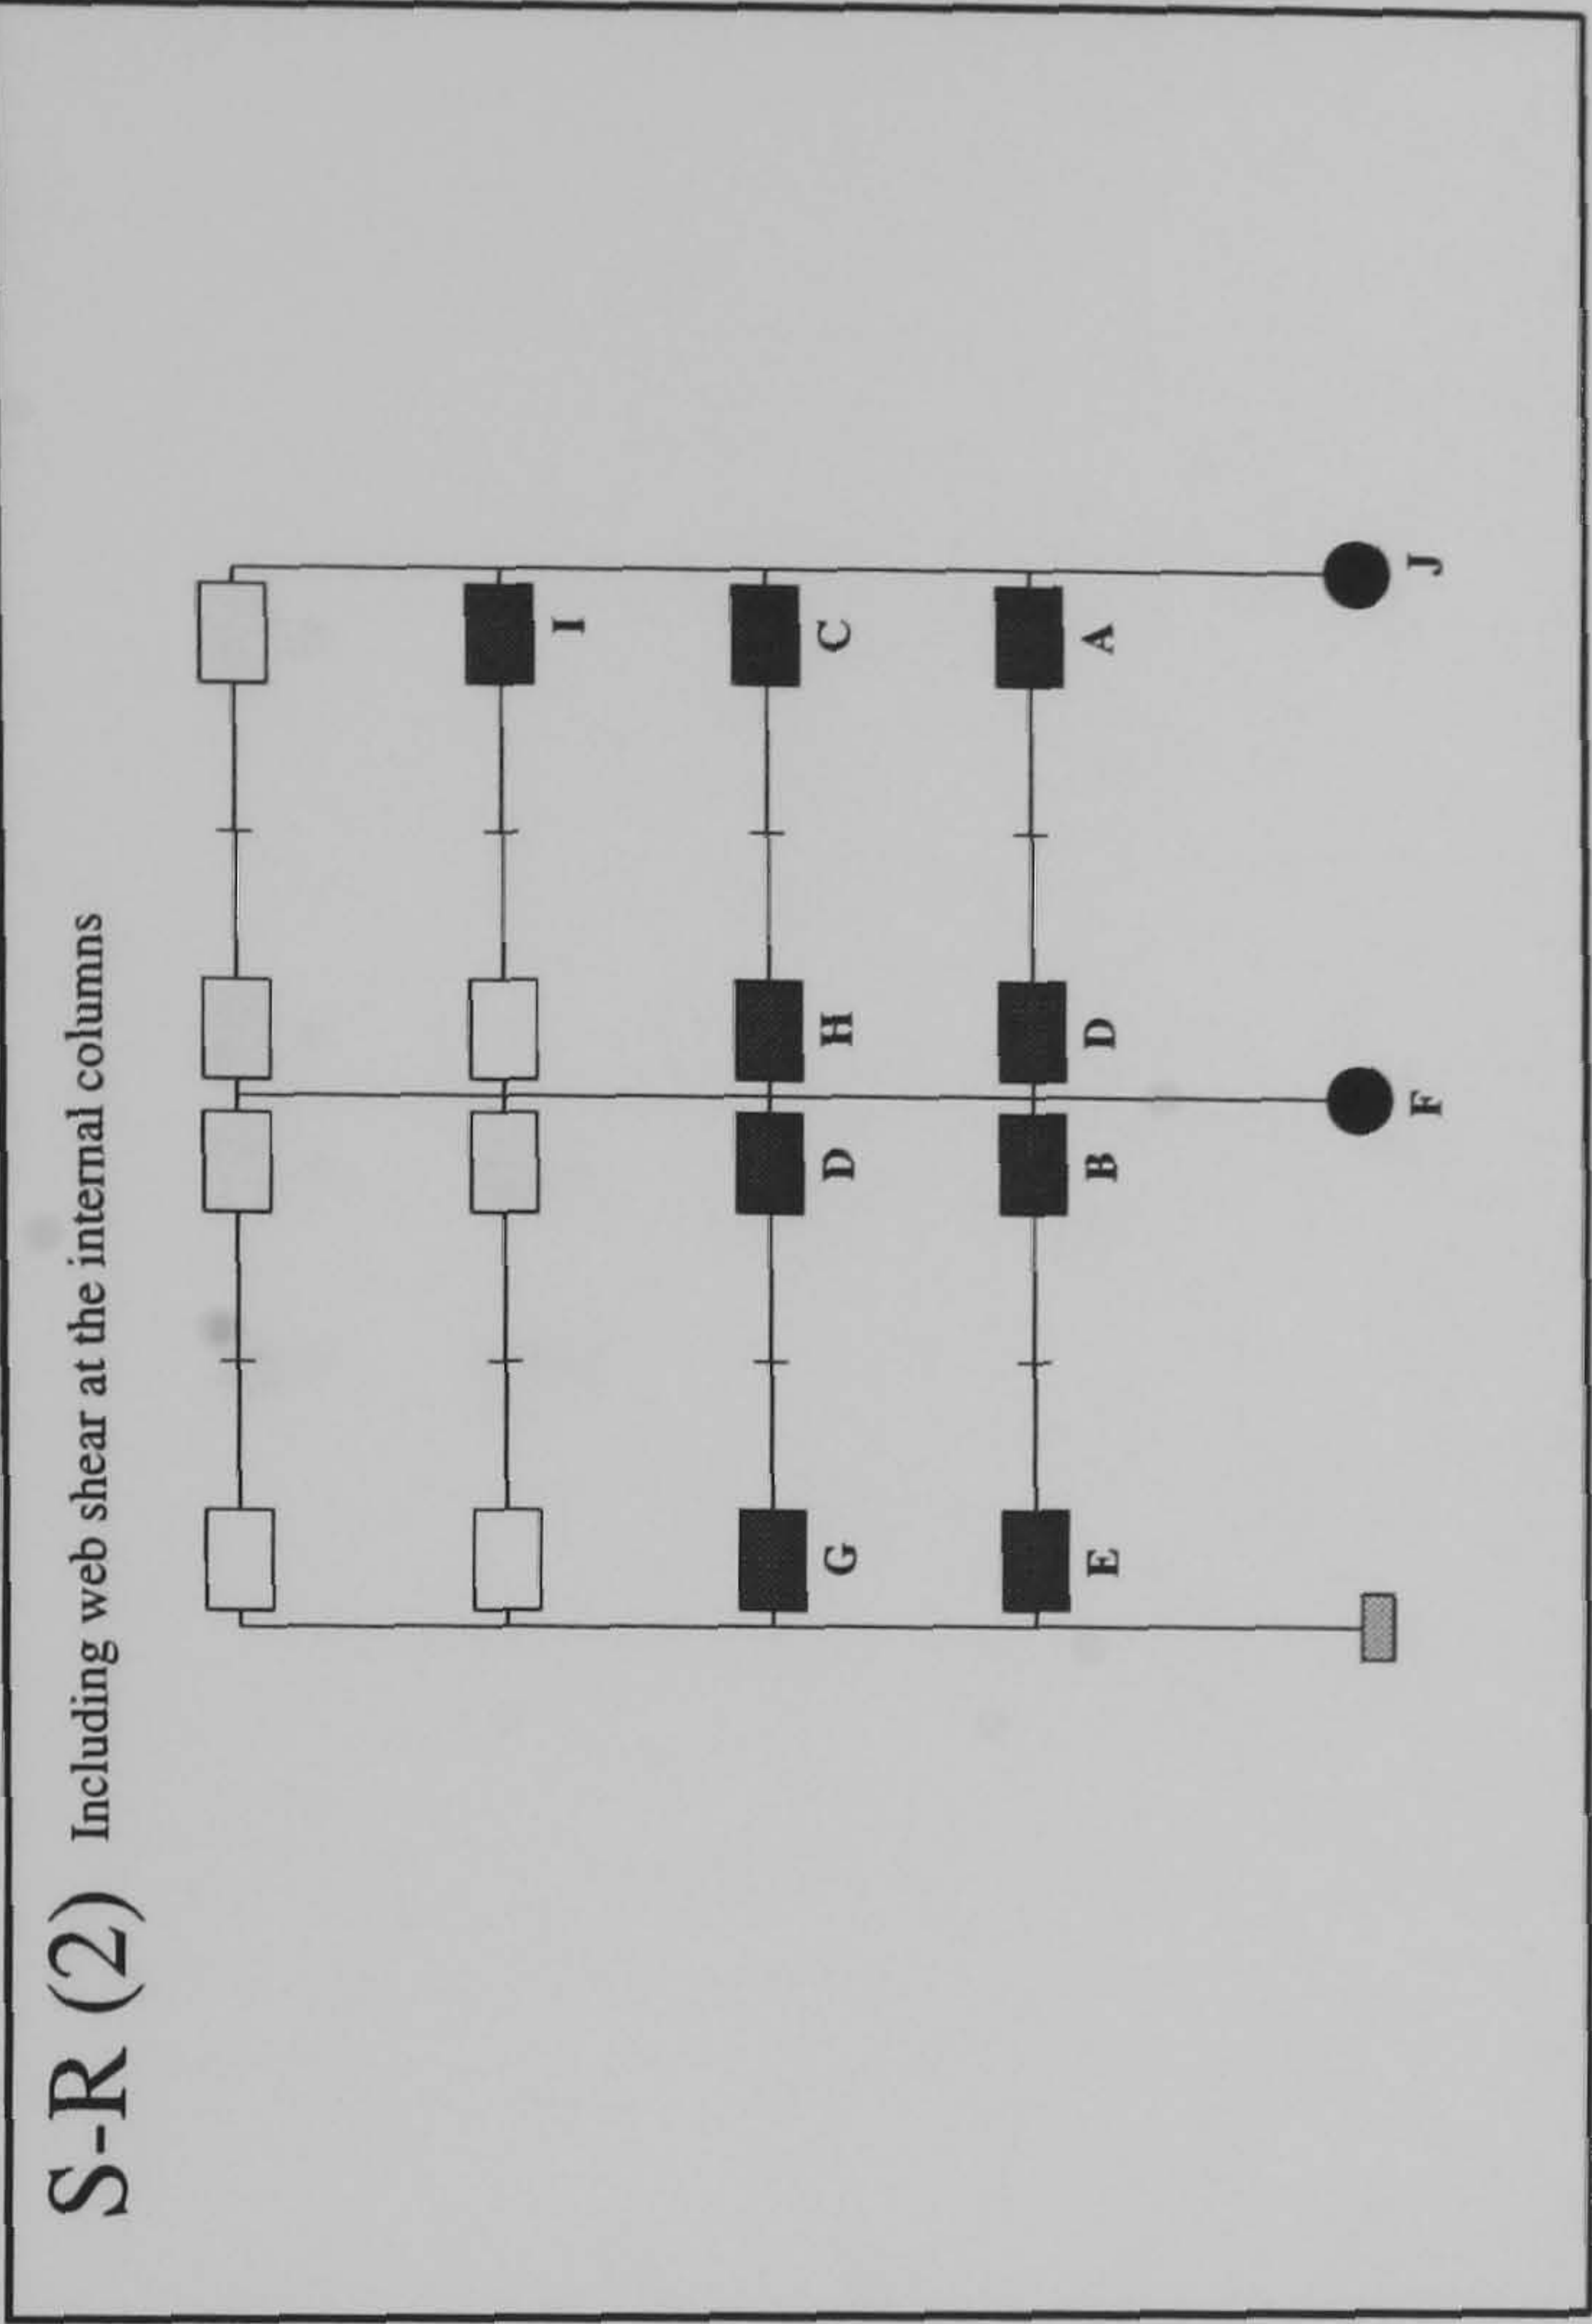 S-R (2) Including web shear at the internal columns
I
G D H C
E B D A
F J